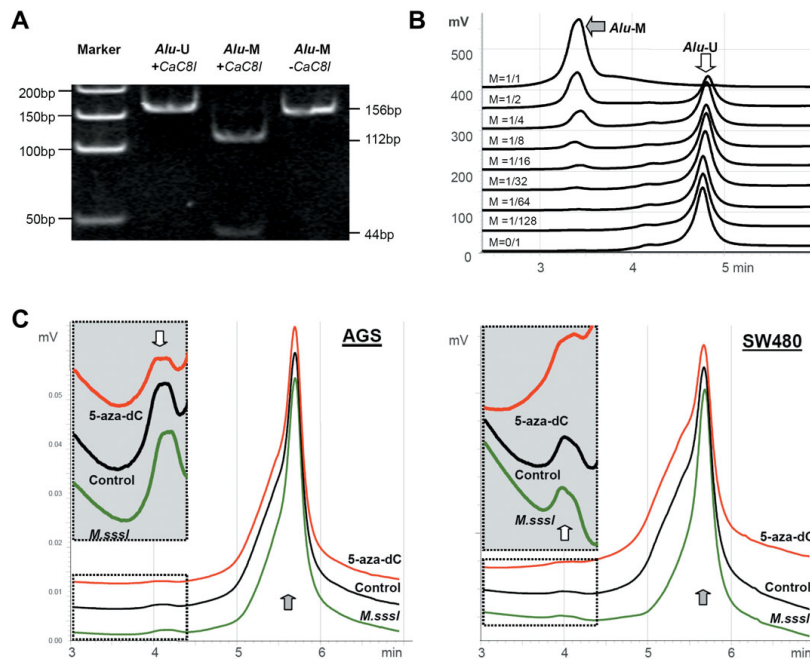 A
Marker
Alu-U
+CaC8I
Alu-M
+CaC8I
Alu-M
-CaC8I
200bp
150bp
100bp
50bp
156bp
112bp
44bp
B
mV
500
400
300
200
100
0
Alu-M
Alu-U
M=1/1
M=1/2
M =1/4
M=1/8
M=1/16
M=1/32
M=1/64
M=1/128
M=0/1
3
4
5 min
C
mV
AGS
0.05
0.04
0.03
0.02
0.01
0.00
5-aza-dC
Control
M.sssI
5-aza-dC
Control
M.sssI
3
4
5
6
min
mV
SW480
5-aza-dC
Control
M.sssI
5-aza-dC
Control
M.sssI
3
4
5
6
min